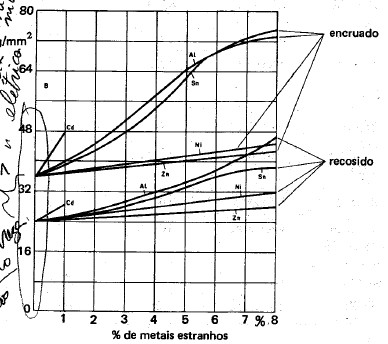 80
g/mm²
64
48
32
16
0
B
Al
Sn
Cd
Ni
Zn
Al
Sn
Cd
Ni
Zn
encruado
recosido
1 2 3 4 5 6 7 % 8
% de metais estranhos
eletric